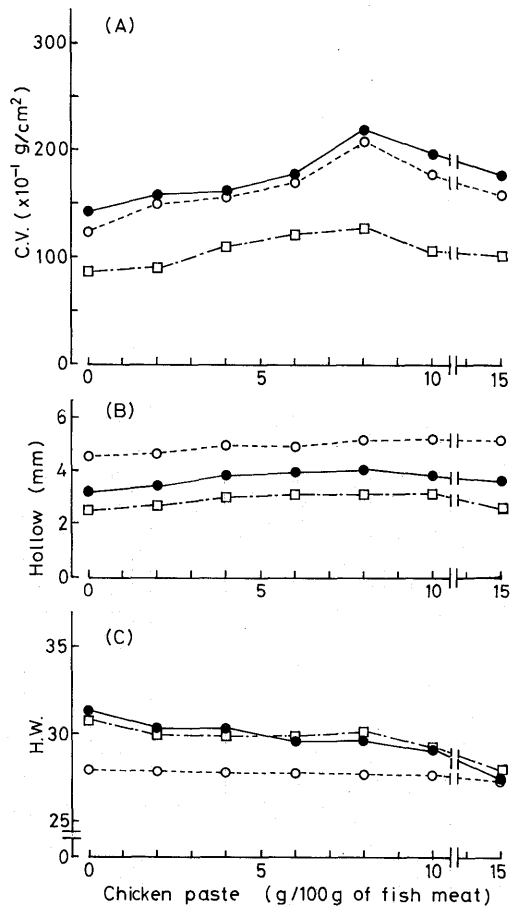 (A)
300
200
100
0
C.V. (x10⁻¹ g/cm²)
0 5 10 15
(B)
6
4
2
0
Hollow (mm)
0 5 10 15
(C)
35
30
25
0
H.W.
0 5 10 15
Chicken paste (g/100g of fish meat)